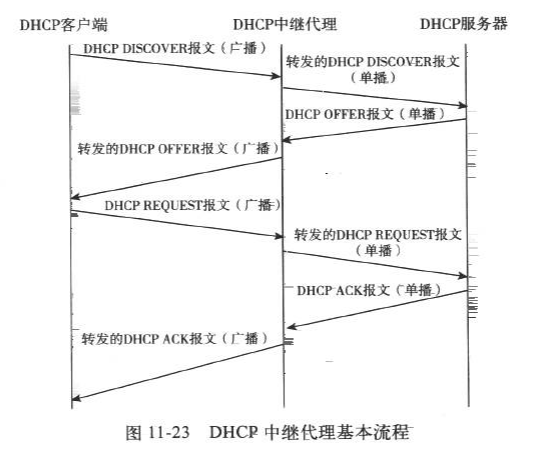 DHCP客户端
DHCP中继代理
DHCP服务器
DHCP DISCOVER报文（广播）
转发的DHCP DISCOVER报文
（单播）
DHCP OFFER报文（单播）
转发的DHCP OFFER报文（广播）
DHCP REQUEST报文（广播）
转发的DHCP REQUEST报文
（单播）
DHCP ACK报文（单播）
转发的DHCP ACK报文（广播）
图 11-23 DHCP 中继代理基本流程